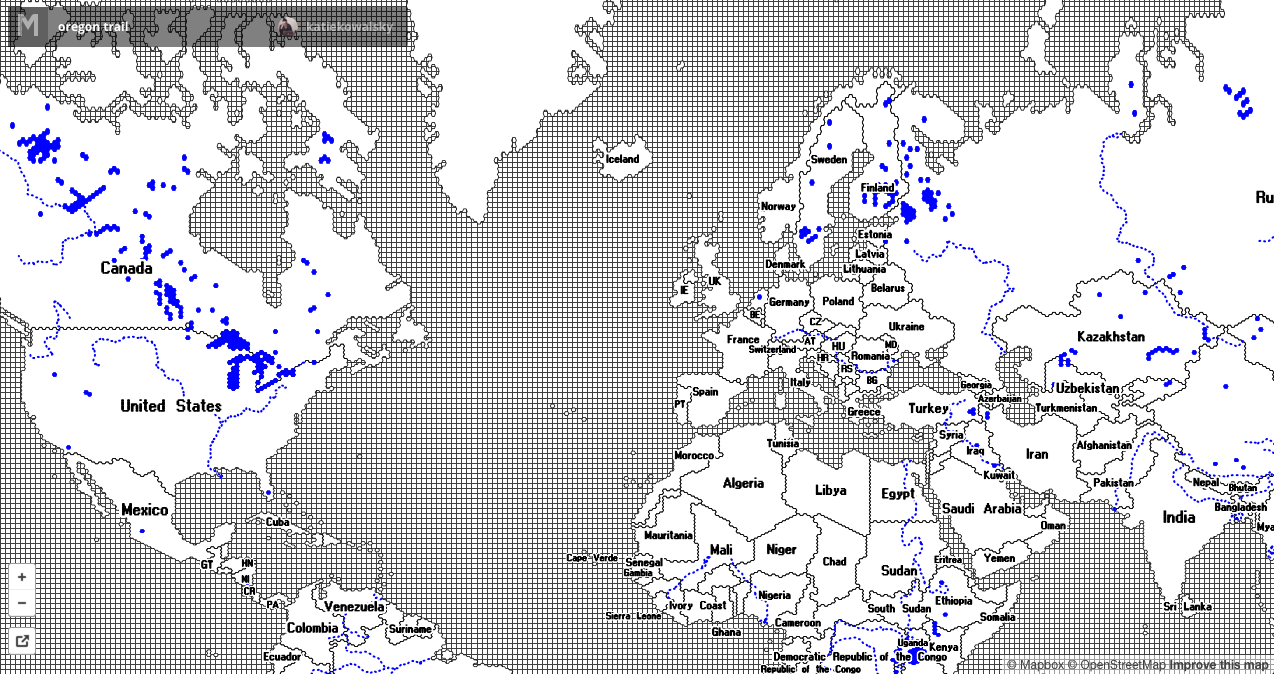 M oregon trail katiekowalsky
Iceland
Sweden
Finland
Norway
Ru
Estonia
Latvia
Lithuania
Denmark
Canada
UK
IE
Belarus
Germany
Poland
BE
CZ
Ukraine
France
AT
HU
MD
Switzerland
Romania
HR
RS
BG
Kazakhstan
Italy
Spain
PT
Georgia
Uzbekistan
Azerbaijan
United States
Greece
Turkey
Turkmenistan
Syria
Tunisia
Afghanistan
Morocco
Iraq
Iran
Kuwait
Algeria
Libya
Egypt
Pakistan
Nepal
Bhutan
Mexico
Saudi Arabia
Bangladesh
India
Cuba
Oman
Mya
Mauritania
Mali
Niger
Cape Verde
Yemen
Eritrea
GT
HN
Senegal
Chad
Gambia
Sudan
+
NI
CR
Nigeria
Ethiopia
−
PA
Venezuela
Ivory Coast
South Sudan
Sri Lanka
Sierra Leone
Somalia
Colombia
Suriname
Cameroon
Ghana
Uganda
Kenya
Ecuador
Democratic Republic of the Congo
Republic of the Congo
© Mapbox © OpenStreetMap Improve this map